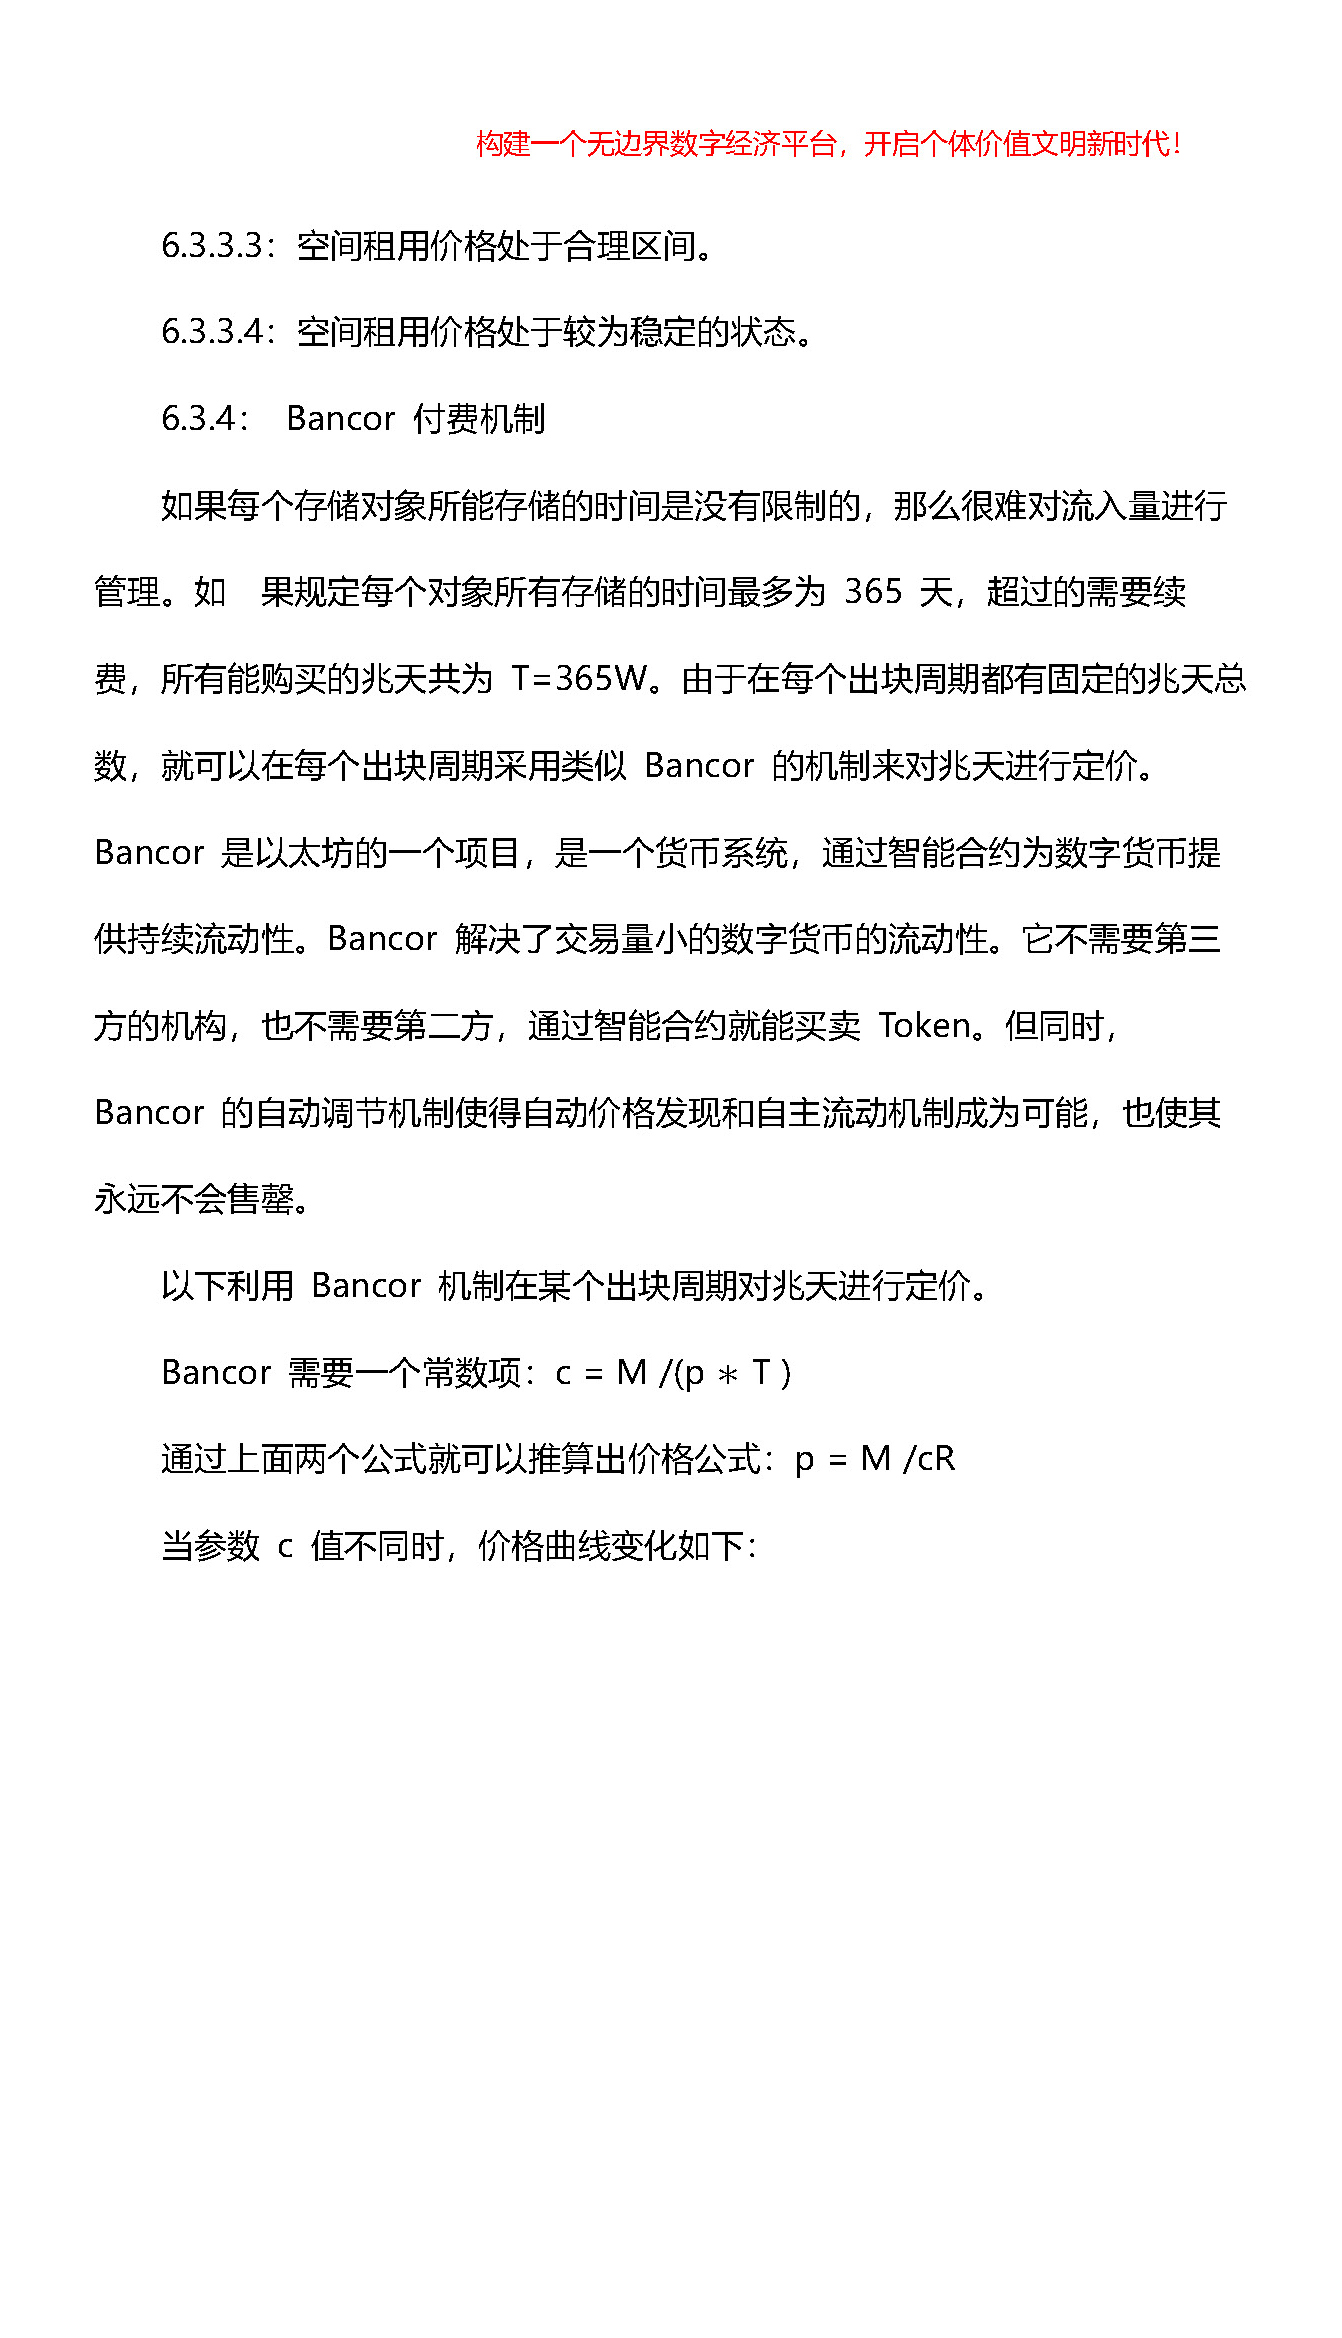 构建一个无边界数字经济平台，开启个体价值文明新时代！
6.3.3.3：空间租用价格处于合理区间。
6.3.3.4：空间租用价格处于较为稳定的状态。
6.3.4： Bancor 付费机制
如果每个存储对象所能存储的时间是没有限制的，那么很难对流入量进行
管理。如　果规定每个对象所有存储的时间最多为 365 天，超过的需要续
费，所有能购买的兆天共为 T=365W。由于在每个出块周期都有固定的兆天总
数，就可以在每个出块周期采用类似 Bancor 的机制来对兆天进行定价。
Bancor 是以太坊的一个项目，是一个货币系统，通过智能合约为数字货币提
供持续流动性。Bancor 解决了交易量小的数字货币的流动性。它不需要第三
方的机构，也不需要第二方，通过智能合约就能买卖 Token。但同时，
Bancor 的自动调节机制使得自动价格发现和自主流动机制成为可能，也使其
永远不会售罄。
以下利用 Bancor 机制在某个出块周期对兆天进行定价。
Bancor 需要一个常数项：c = M /(p ∗ T )
通过上面两个公式就可以推算出价格公式：p = M /cR
当参数 c 值不同时，价格曲线变化如下：